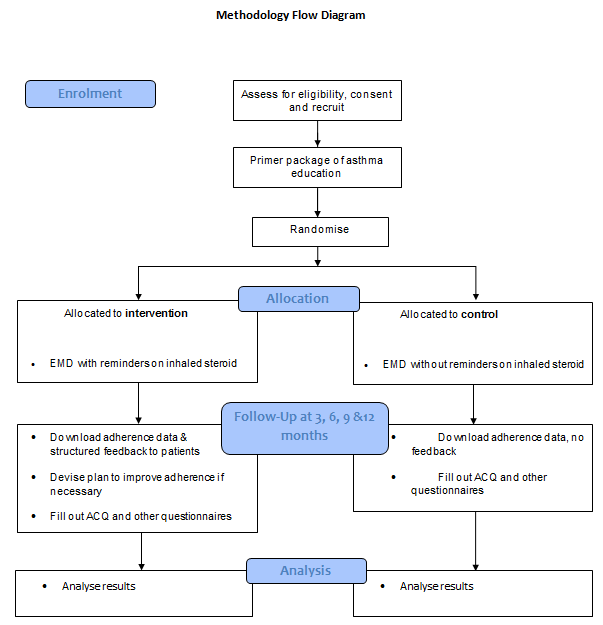 Methodology Flow Diagram
Enrolment
Assess for eligibility, consent
and recruit
Primer package of asthma
education
Randomise
Allocation
Allocated to intervention
• EMD with reminders on inhaled steroid
Allocated to control
• EMD without reminders on inhaled steroid
Follow-Up at 3, 6, 9 &12
months
• Download adherence data &
structured feedback to patients
• Devise plan to improve adherence if
necessary
• Fill out ACQ and other questionnaires
• Download adherence data, no
feedback
• Fill out ACQ and other
questionnaires
Analysis
• Analyse results
• Analyse results